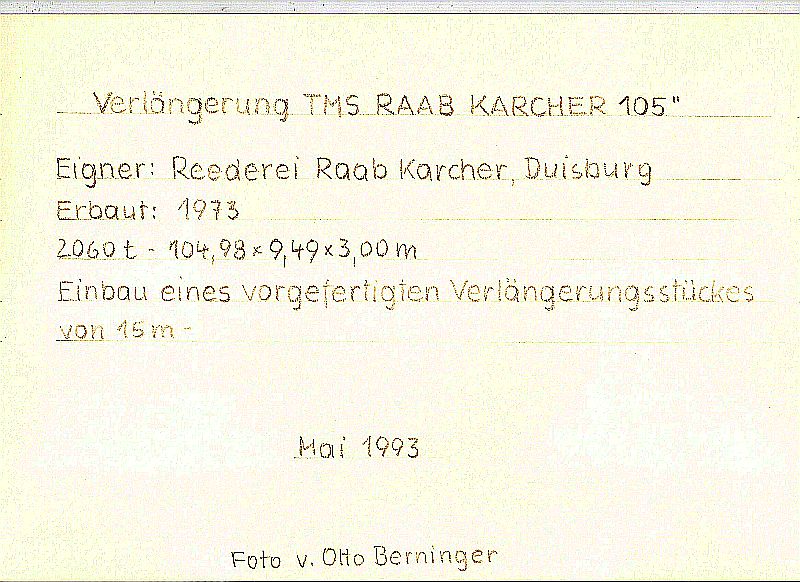 Verlängerung TMS RAAB KARCHER 105"
Eigner: Reederei Raab Karcher, Duisburg
Erbaut: 1973
2060 t - 104,98 × 9,49 × 3,00 m
Einbau eines vorgefertigten Verlängerungsstückes
von 15 m -
Mai 1993
Foto v. Otto Berninger